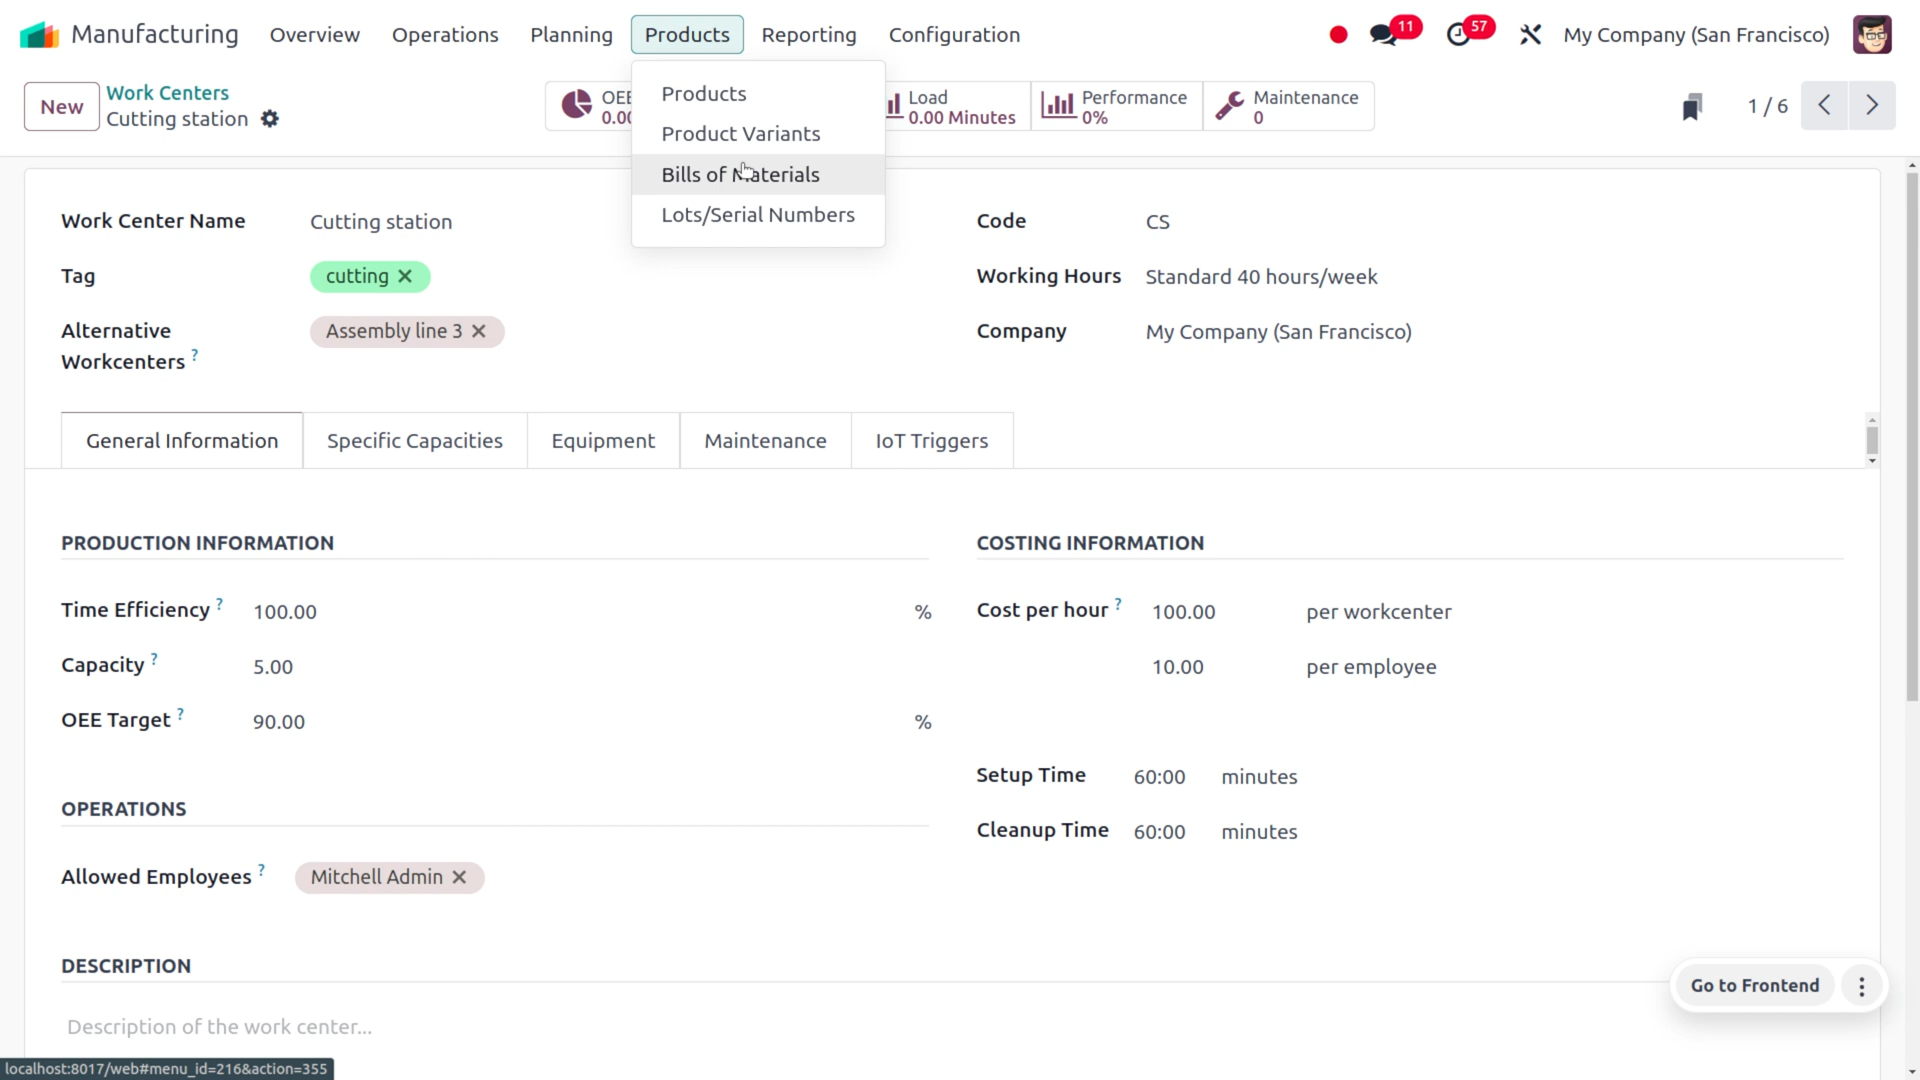 Manufacturing Overview Operations Planning Products Reporting Configuration 11 57 My Company (San Francisco)
New Work Centers
Cutting station
OEE
0.00
Load
0.00 Minutes
Performance
0%
Maintenance
0
1 / 6
Products
Product Variants
Bills of Materials
Lots/Serial Numbers
Work Center Name Cutting station
Code CS
Tag cutting
Working Hours Standard 40 hours/week
Alternative
Workcenters ?
Assembly line 3
Company My Company (San Francisco)
General Information Specific Capacities Equipment Maintenance IoT Triggers
PRODUCTION INFORMATION
Time Efficiency ? 100.00 %
Capacity ? 5.00
OEE Target ? 90.00 %
COSTING INFORMATION
Cost per hour ? 100.00 per workcenter
10.00 per employee
Setup Time 60:00 minutes
Cleanup Time 60:00 minutes
OPERATIONS
Allowed Employees ? Mitchell Admin
DESCRIPTION
Description of the work center...
Go to Frontend
localhost:8017/web#menu_id=216&action=355